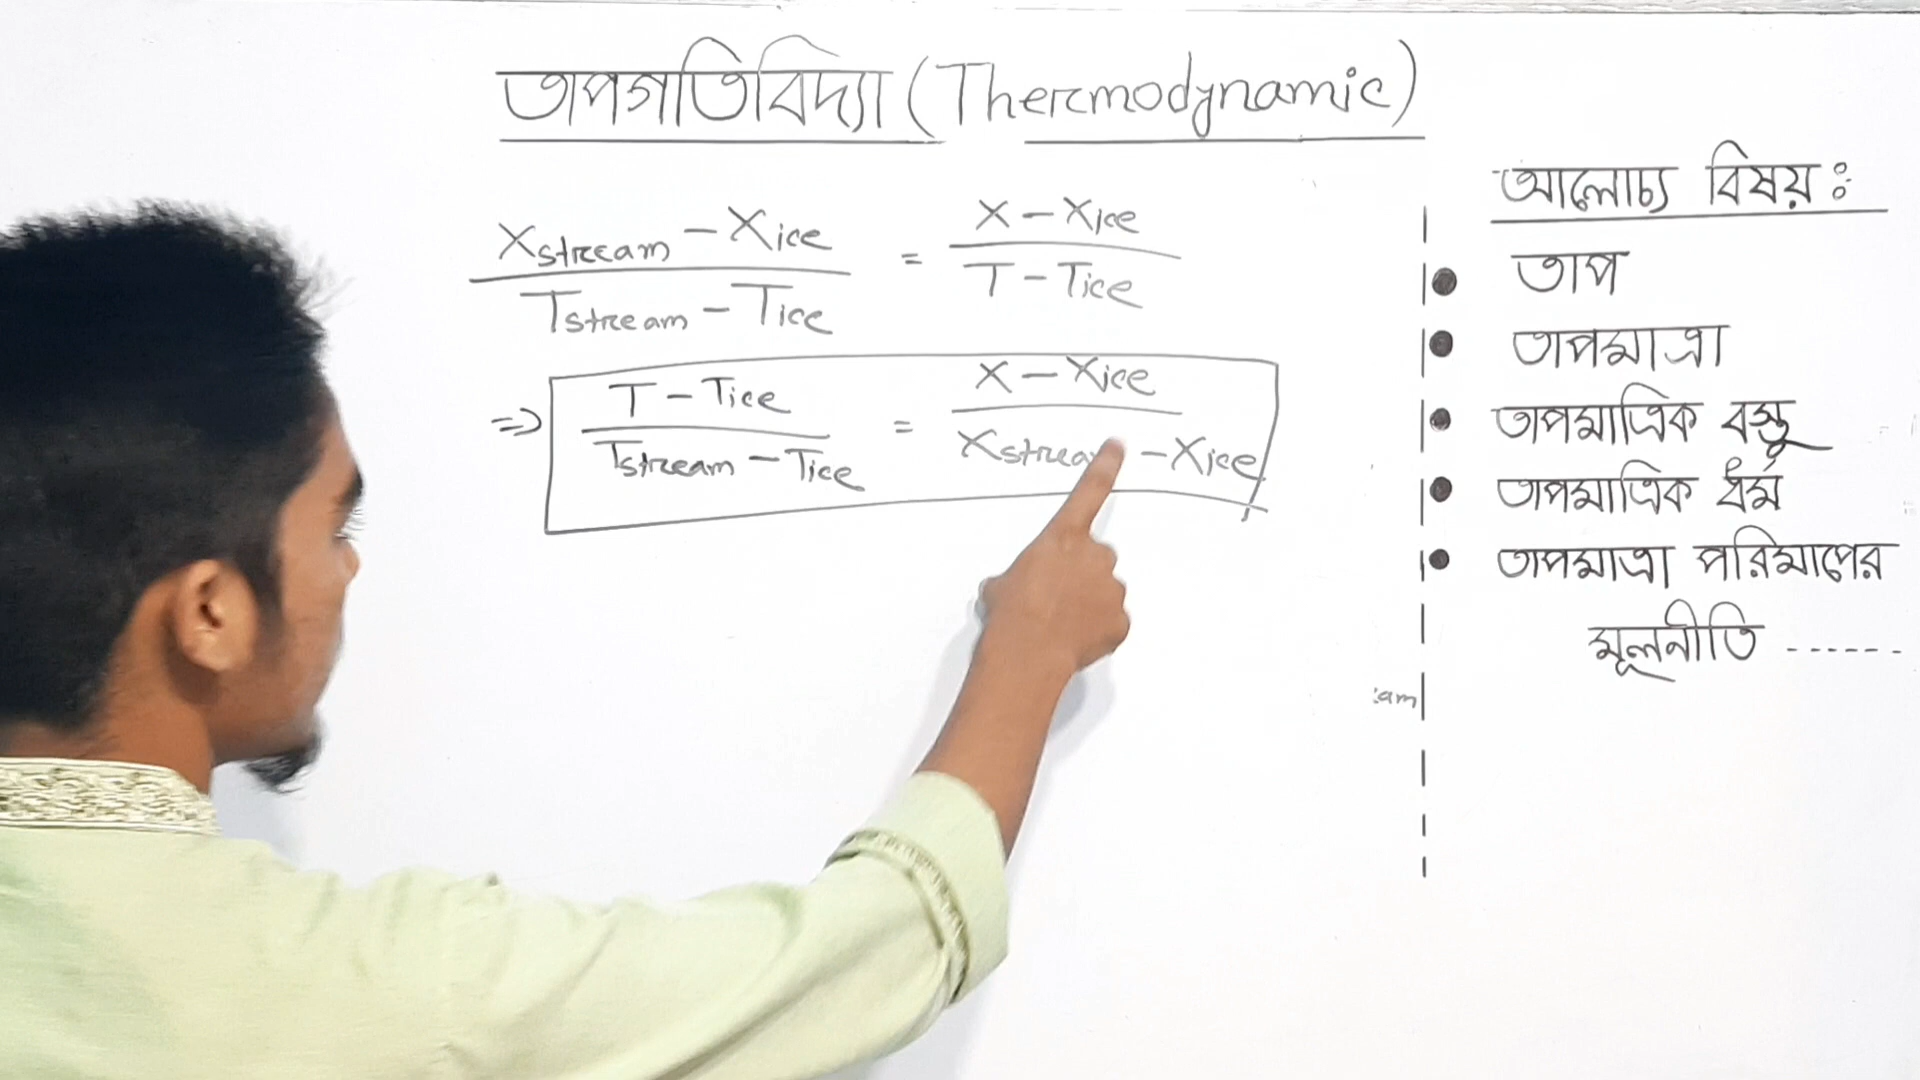 তাপগতিবিদ্যা (Thermodynamic)
Xstream - Xice / Tstream - Tice = X - Xice / T - Tice
⇒ T - Tice / Tstream - Tice = X - Xice / Xstream - Xice
আলোচ্য বিষয় :
● তাপ
● তাপমাত্রা
● তাপমাত্রিক বস্তু
● তাপমাত্রিক ধর্ম
● তাপমাত্রা পরিমাপের
মূলনীতি ------
am